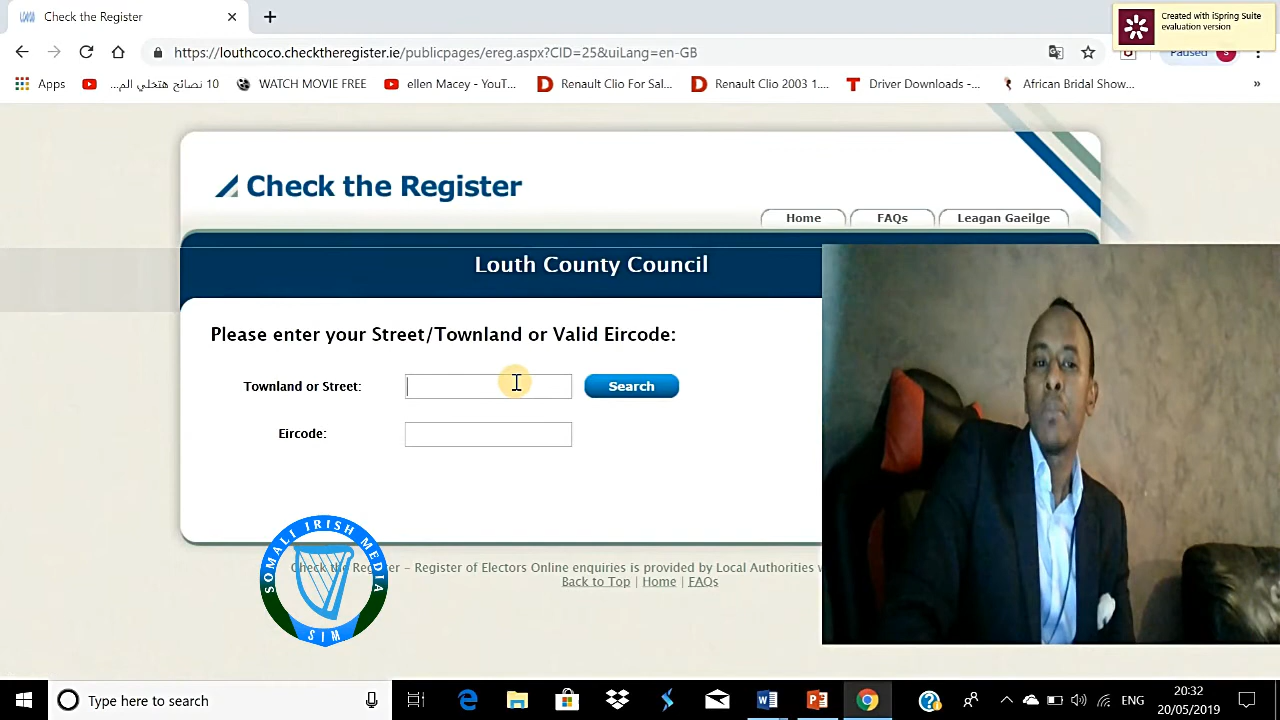 Check the Register
Created with iSpring Suite
evaluation version
https://louthcoco.checktheregister.ie/publicpages/ereg.aspx?CID=25&uiLang=en-GB
Paused
S
Apps
10 نصائح هتخلي الم...
WATCH MOVIE FREE
ellen Macey - YouT...
Renault Clio For Sal...
Renault Clio 2003 1....
Driver Downloads -...
African Bridal Show...
»
Check the Register
Home
FAQs
Leagan Gaeilge
Louth County Council
Please enter your Street/Townland or Valid Eircode:
Townland or Street:
Search
Eircode:
SOMALI IRISH MEDIA
SIM
Check the Register - Register of Electors Online enquiries is provided by Local Authorities
Back to Top | Home | FAQs
Type here to search
ENG
20:32
20/05/2019